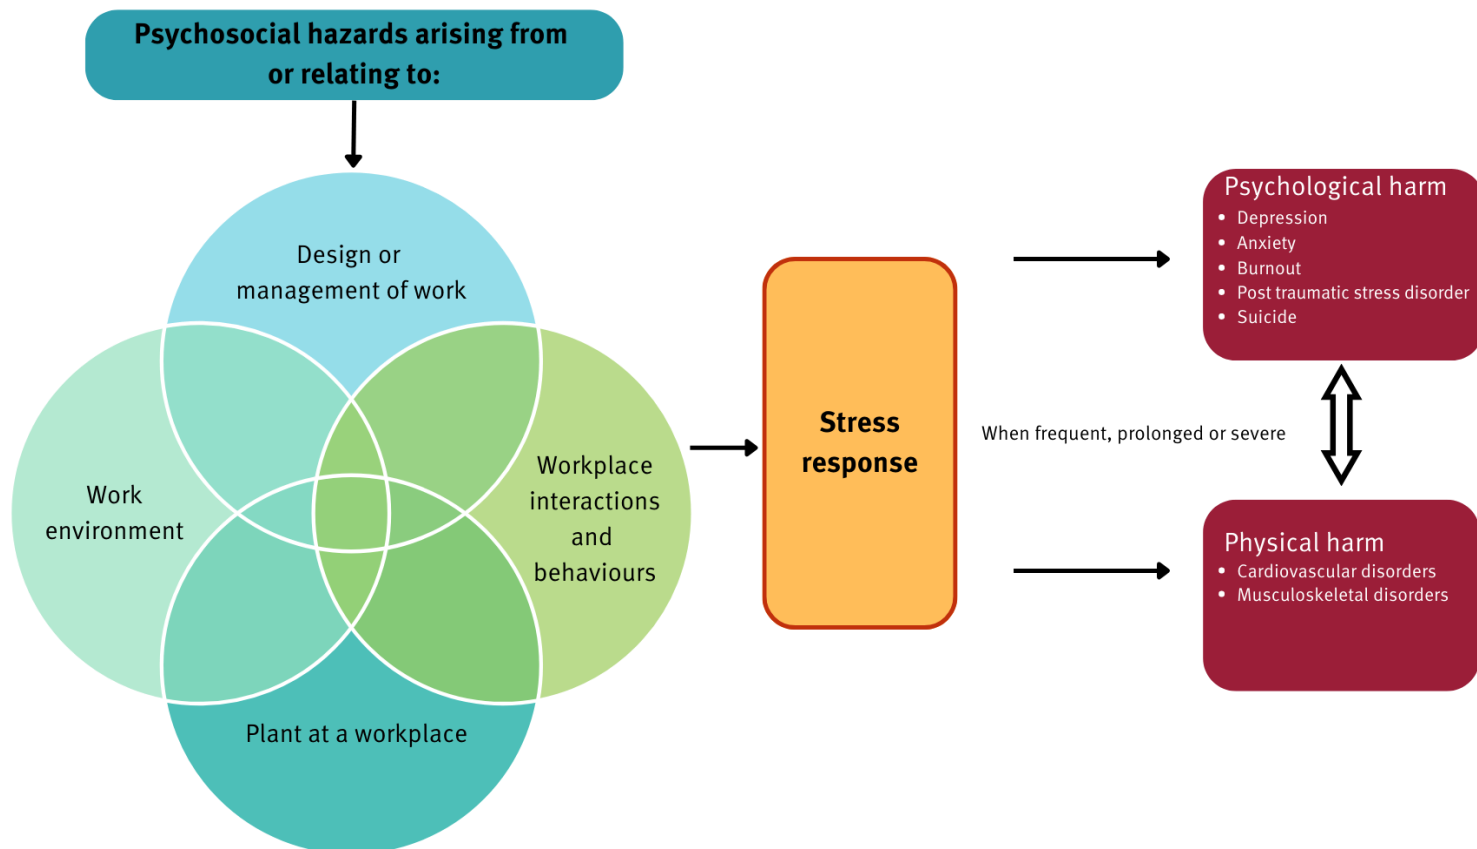 Psychosocial hazards arising from
or relating to:
Design or
management of work
Work
environment
Workplace
interactions
and
behaviours
Plant at a workplace
Stress
response
When frequent, prolonged or severe
Psychological harm
• Depression
• Anxiety
• Burnout
• Post traumatic stress disorder
• Suicide
Physical harm
• Cardiovascular disorders
• Musculoskeletal disorders